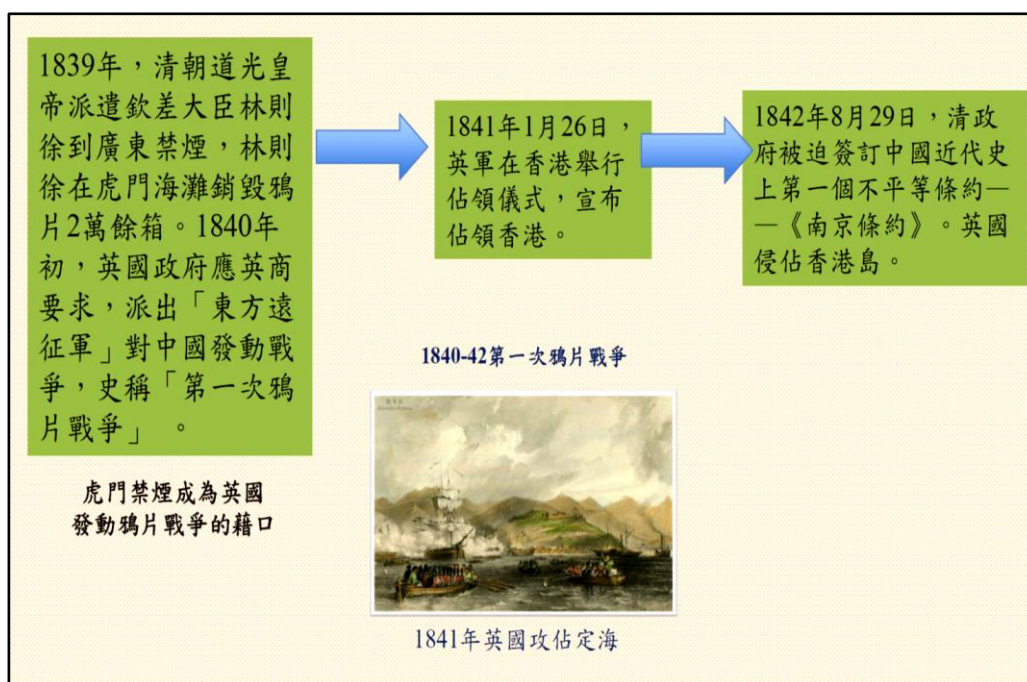 1839年，清朝道光皇
帝派遣欽差大臣林則
徐到廣東禁煙，林則
徐在虎門海灘銷毀鴉
片2萬餘箱。1840年
初，英國政府應英商
要求，派出「東方遠
征軍」對中國發動戰
爭，史稱「第一次鴉
片戰爭」 。
虎門禁煙成為英國
發動鴉片戰爭的藉口
1841年1月26日，
英軍在香港舉行
佔領儀式，宣布
佔領香港。
1842年8月29日，清政
府被迫簽訂中國近代史
上第一個不平等條約—
—《南京條約》。英國
侵佔香港島。
1840-42第一次鴉片戰爭
1841年英國攻佔定海